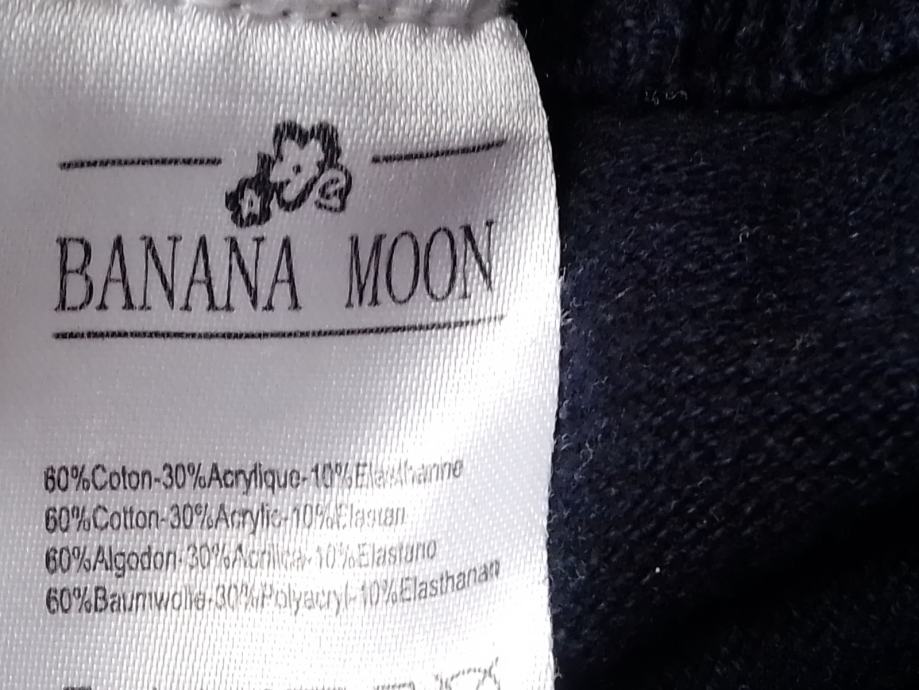 BANANA MOON
60%Coton-30%Acrylique-10%Elasthanne
60%Cotton-30%Acrylic-10%Elastan
60%Algodon-30%Acrilica-10%Elastano
60%Baumwolle-30%Polyacryl-10%Elasthanan